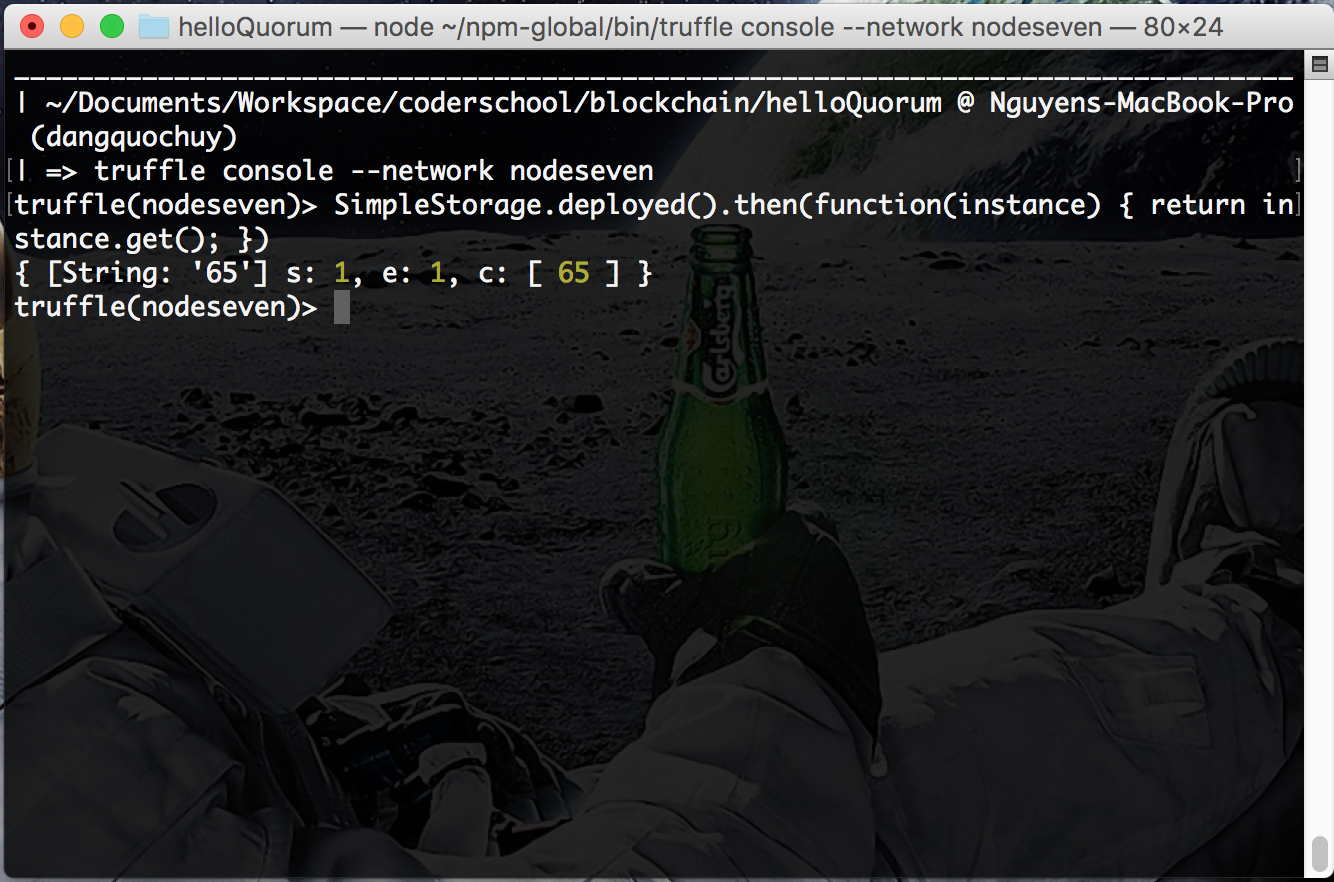 helloQuorum — node ~/npm-global/bin/truffle console --network nodeseven — 80×24
________________________________________________________________________________
| ~/Documents/Workspace/coderschool/blockchain/helloQuorum @ Nguyens-MacBook-Pro
(dangquochuy)
[| => truffle console --network nodeseven ]
[truffle(nodeseven)> SimpleStorage.deployed().then(function(instance) { return in]
stance.get(); })
{ [String: '65'] s: 1, e: 1, c: [ 65 ] }
truffle(nodeseven)>
Carlsberg